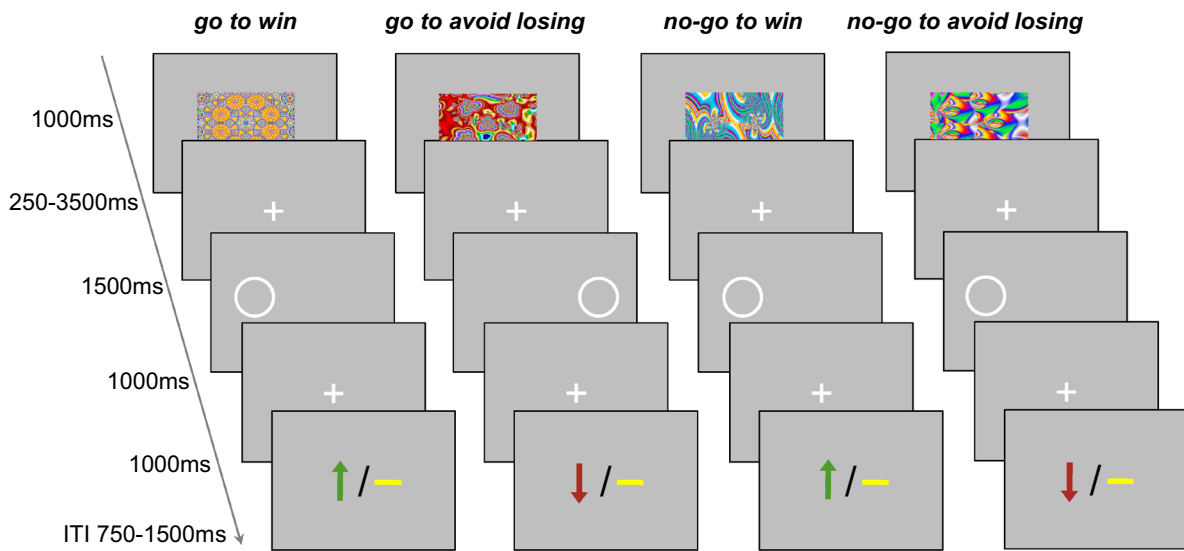 go to win
go to avoid losing
no-go to win
no-go to avoid losing
1000ms
250-3500ms
1500ms
1000ms
1000ms
/
/
/
/
ITI 750-1500ms